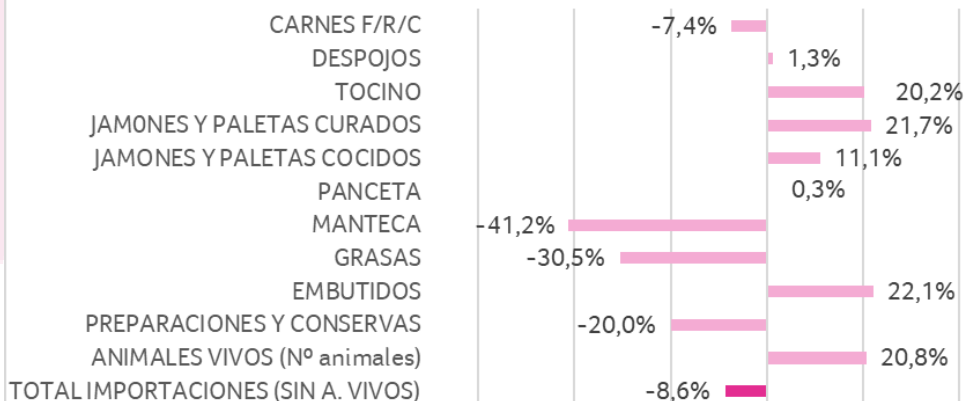 CARNES F/R/C -7,4%
DESPOJOS 1,3%
TOCINO 20,2%
JAM0NES Y PALETAS CURADOS 21,7%
JAMONES Y PALETAS COCIDOS 11,1%
PANCETA 0,3%
MANTECA -41,2%
GRASAS -30,5%
EMBUTIDOS 22,1%
PREPARACIONES Y CONSERVAS -20,0%
ANIMALES VIVOS (Nº animales) 20,8%
TOTAL IMPORTACIONES (SIN A. VIVOS) -8,6%